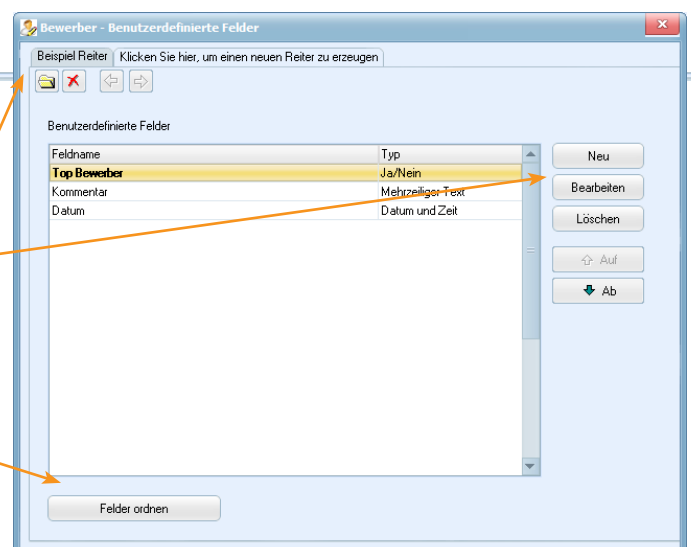 Bewerber - Benutzerdefinierte Felder
Beispiel Reiter Klicken Sie hier, um einen neuen Reiter zu erzeugen
Benutzerdefinierte Felder
Feldname Typ
Top Bewerber Ja/Nein
Kommentar Mehrzeiliger Text
Datum Datum und Zeit
Neu
Bearbeiten
Löschen
Auf
Ab
Felder ordnen